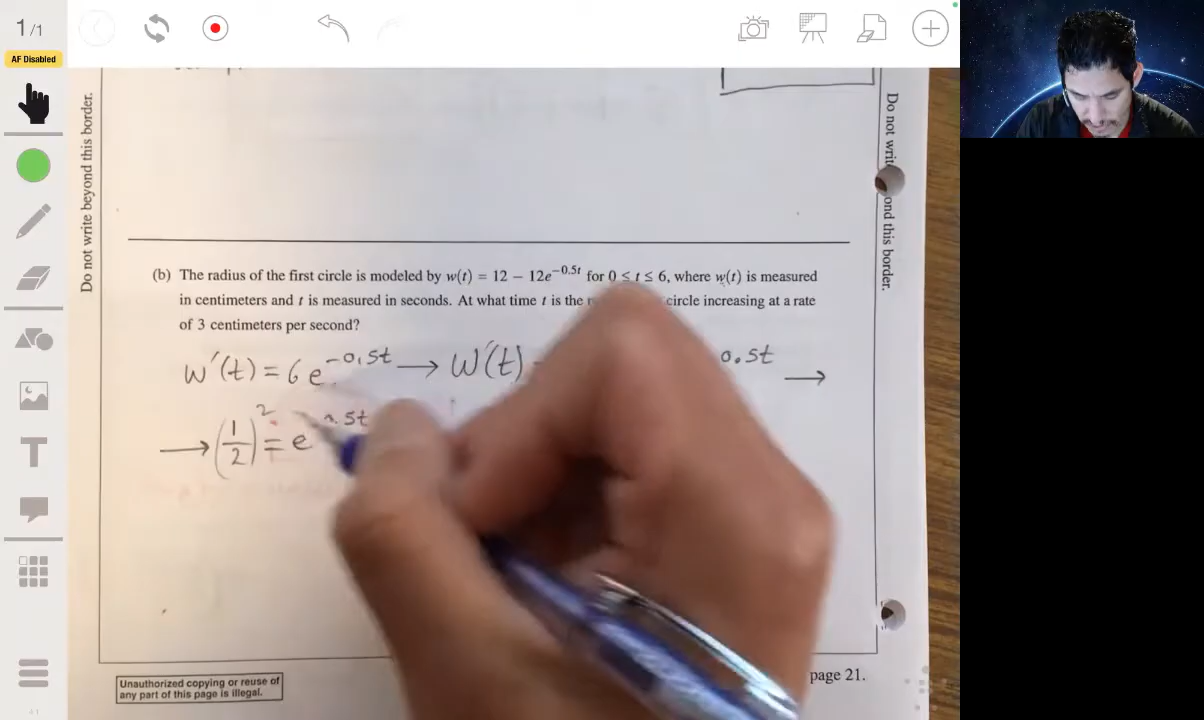 1/1
AF Disabled
Do not write beyond this border.
Do not writ ond this border.
(b) The radius of the first circle is modeled by w(t) = 12 − 12e^−0.5t for 0 ≤ t ≤ 6, where w(t) is measured
in centimeters and t is measured in seconds. At what time t is the circle increasing at a rate
of 3 centimeters per second?
w'(t) = 6e^−0.5t → w'(t) 0.5t →
→ (1/2)^2 = e .5t
Unauthorized copying or reuse of
any part of this page is illegal.
page 21.
T